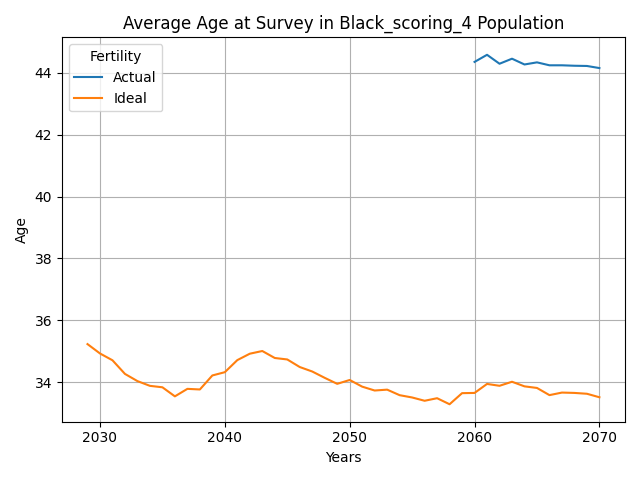 Average Age at Survey in Black_scoring_4 Population
Fertility
Actual
Ideal
44
42
40
38
36
34
Age
2030 2040 2050 2060 2070
Years